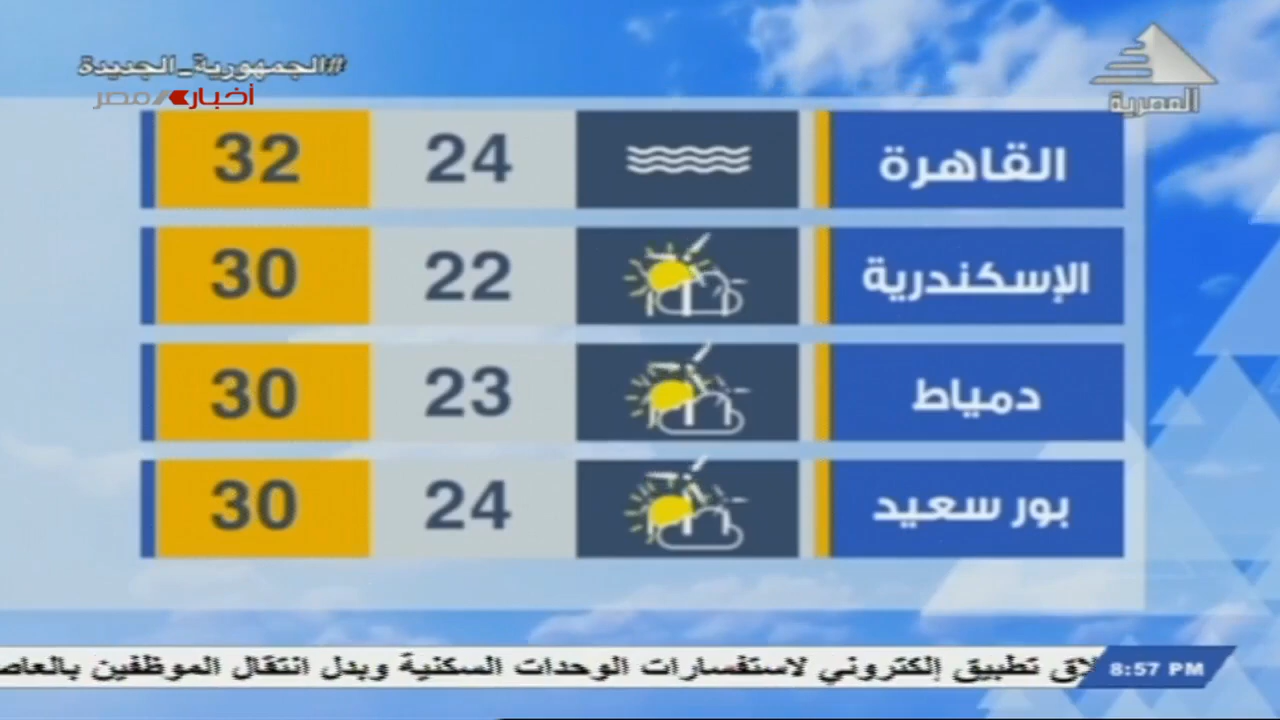 #الجمهورية_الجديدة
أخبار مصر
المصرية
القاهرة 24 32
الإسكندرية 22 30
دمياط 23 30
بور سعيد 24 30
8:57 PM
تطبيق إلكتروني لاستفسارات الوحدات السكنية وبدل انتقال الموظفين